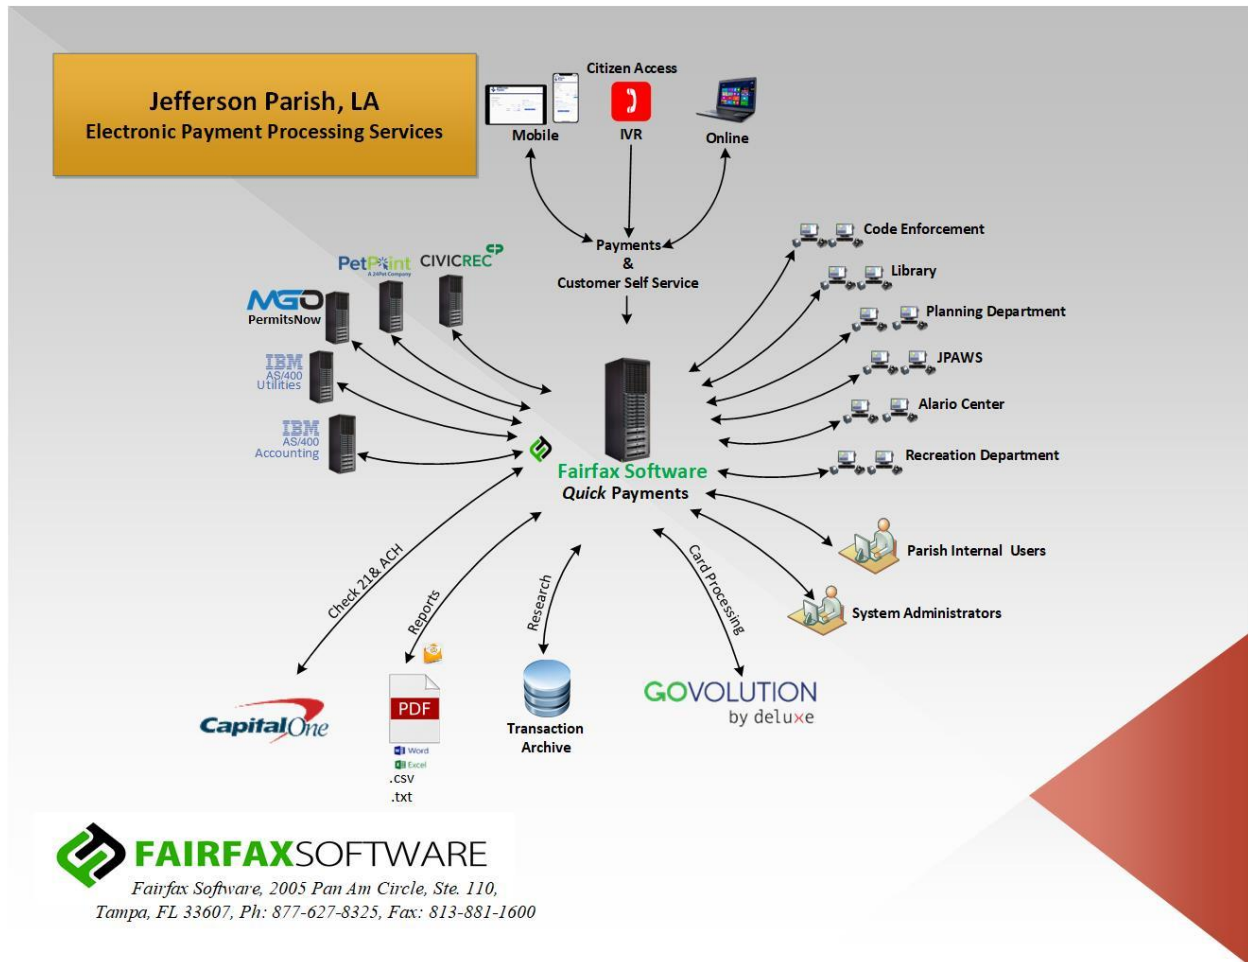 Jefferson Parish, LA
Electronic Payment Processing Services
Citizen Access
Mobile
IVR
Online
Payments
&
Customer Self Service
PetPoint
A 24Pet Company
CIVICREC
MGO
PermitsNow
IBM
AS/400
Utilities
IBM
AS/400
Accounting
Code Enforcement
Library
Planning Department
JPAWS
Alario Center
Recreation Department
Parish Internal Users
System Administrators
Fairfax Software
Quick Payments
Check 21& ACH
Reports
Research
Card Processing
CapitalOne
PDF
Word
Excel
.csv
.txt
Transaction
Archive
GOVOLUTION
by deluxe
FAIRFAXSOFTWARE
Fairfax Software, 2005 Pan Am Circle, Ste. 110,
Tampa, FL 33607, Ph: 877-627-8325, Fax: 813-881-1600